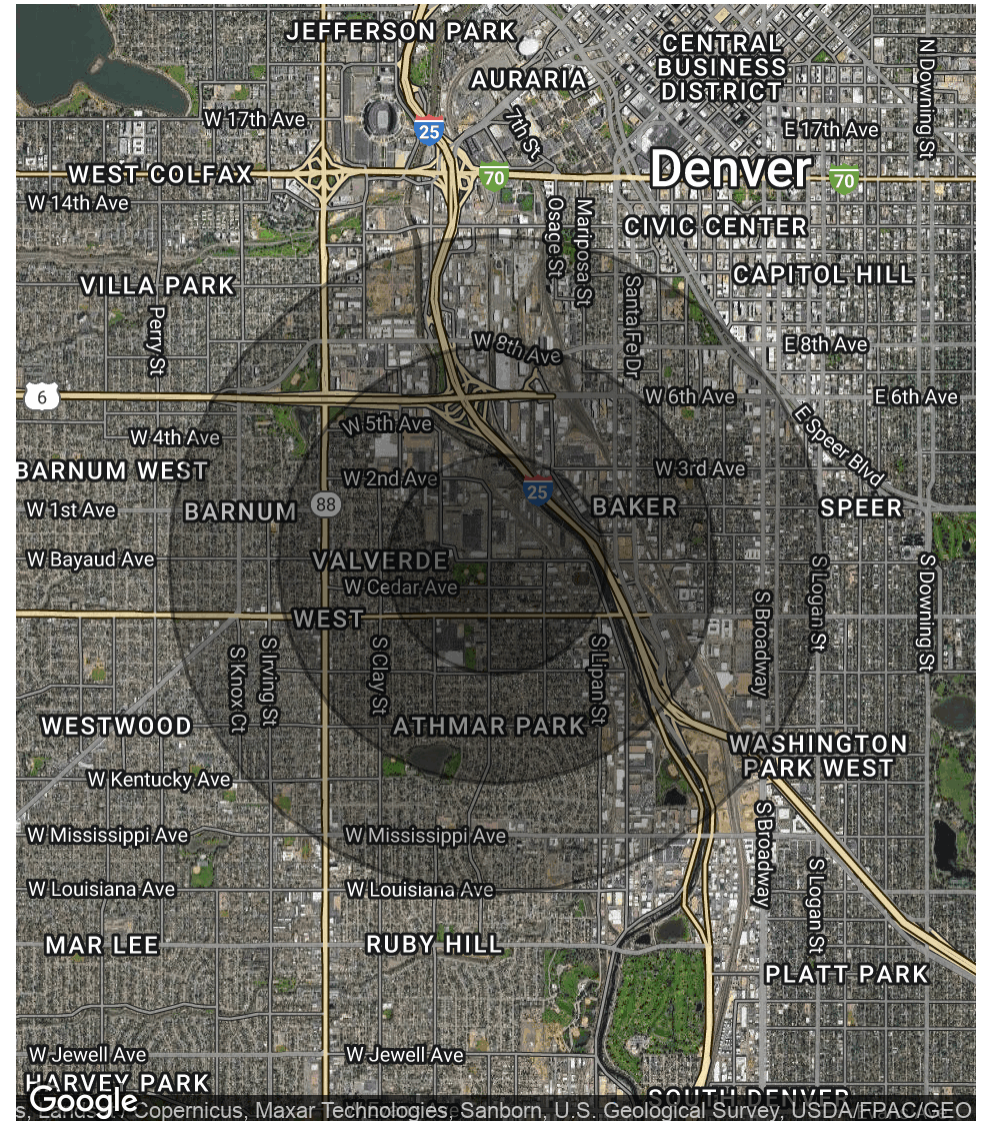 JEFFERSON PARK
CENTRAL
BUSINESS
DISTRICT
N Downing St
AURARIA
W 17th Ave
7th St
25
E 17th Ave
WEST COLFAX
70
Denver
70
W 14th Ave
Osage St
Mariposa St
CIVIC CENTER
VILLA PARK
Santa Fe Dr
CAPITOL HILL
Perry St
W 8th Ave
E 8th Ave
6
W 6th Ave
E 6th Ave
W 4th Ave
W 5th Ave
E Speer Blvd
BARNUM WEST
W 2nd Ave
W 3rd Ave
25
W 1st Ave
BARNUM
88
BAKER
SPEER
W Bayaud Ave
VALVERDE
W Cedar Ave
S Logan St
S Downing St
WEST
S Broadway
S Knox Ct
S Irving St
S Clay St
S Lipan St
WESTWOOD
ATHMAR PARK
WASHINGTON
PARK WEST
W Kentucky Ave
W Mississippi Ave
W Mississippi Ave
S Broadway
W Louisiana Ave
W Louisiana Ave
S Logan St
MAR LEE
RUBY HILL
PLATT PARK
W Jewell Ave
W Jewell Ave
HARVEY PARK
SOUTH DENVER
Google
Copernicus, Maxar Technologies, Sanborn, U.S. Geological Survey, USDA/FPAC/GEO